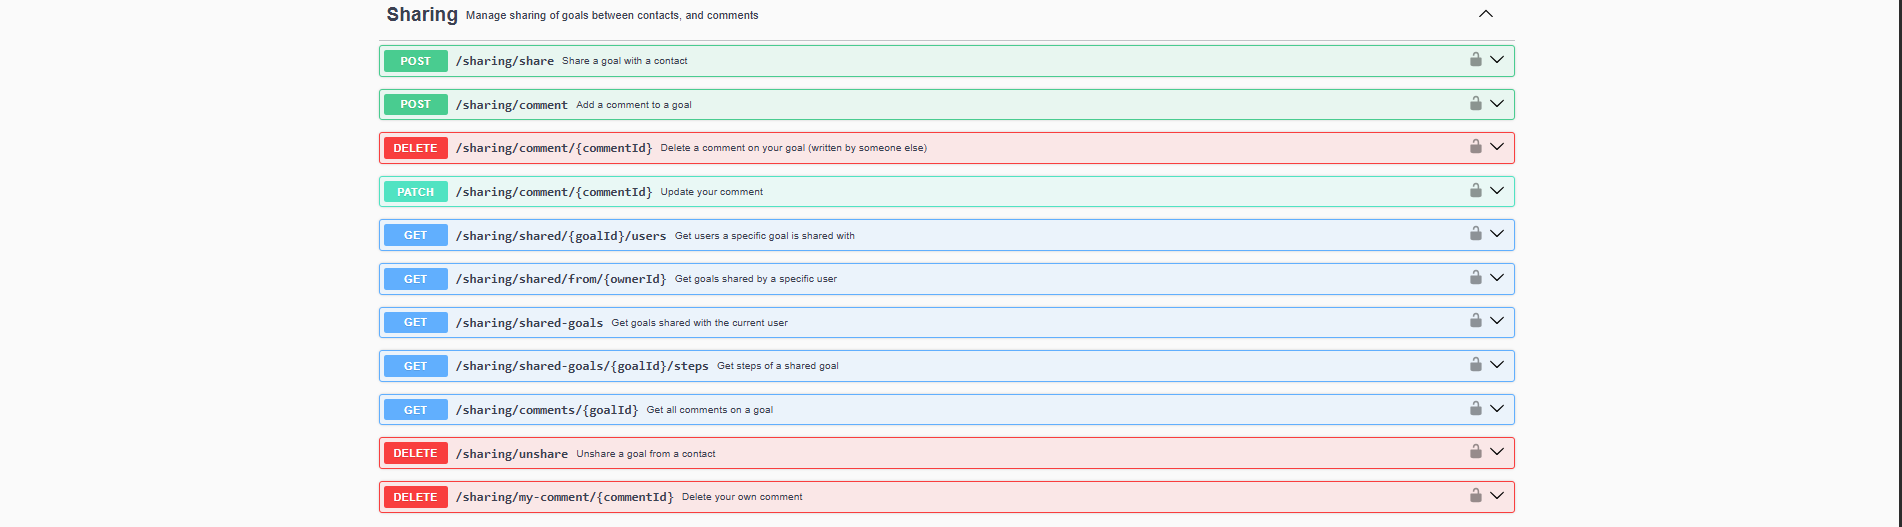 Sharing Manage sharing of goals between contacts, and comments
POST /sharing/share Share a goal with a contact
POST /sharing/comment Add a comment to a goal
DELETE /sharing/comment/{commentId} Delete a comment on your goal (written by someone else)
PATCH /sharing/comment/{commentId} Update your comment
GET /sharing/shared/{goalId}/users Get users a specific goal is shared with
GET /sharing/shared/from/{ownerId} Get goals shared by a specific user
GET /sharing/shared-goals Get goals shared with the current user
GET /sharing/shared-goals/{goalId}/steps Get steps of a shared goal
GET /sharing/comments/{goalId} Get all comments on a goal
DELETE /sharing/unshare Unshare a goal from a contact
DELETE /sharing/my-comment/{commentId} Delete your own comment